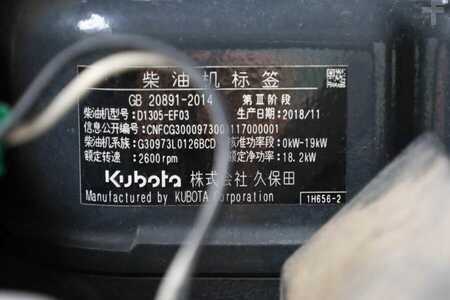 柴油机标签
GB 20891-2014 第Ⅲ阶段
柴油机型号: D1305-EF03 生产日期: 2018/11
信息公开编号: CNFCG3000973000117000001
柴油机系族: G30973L0126BCD 标准功率段: 0kW-19kW
额定转速: 2600rpm 额定净功率: 18.2kW
Kubota 株式会社 久保田
Manufactured by KUBOTA Corporation
1H656-2